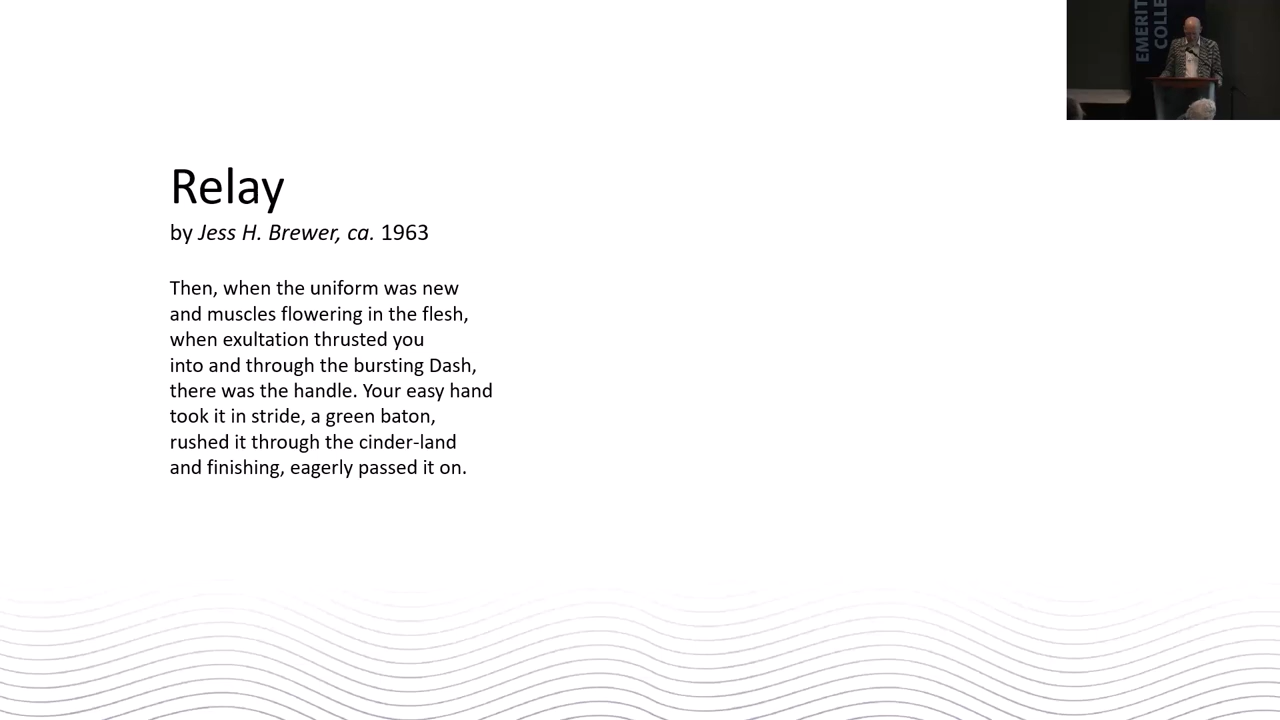 EMERIT
COLLE
Relay
by Jess H. Brewer, ca. 1963
Then, when the uniform was new
and muscles flowering in the flesh,
when exultation thrusted you
into and through the bursting Dash,
there was the handle. Your easy hand
took it in stride, a green baton,
rushed it through the cinder-land
and finishing, eagerly passed it on.